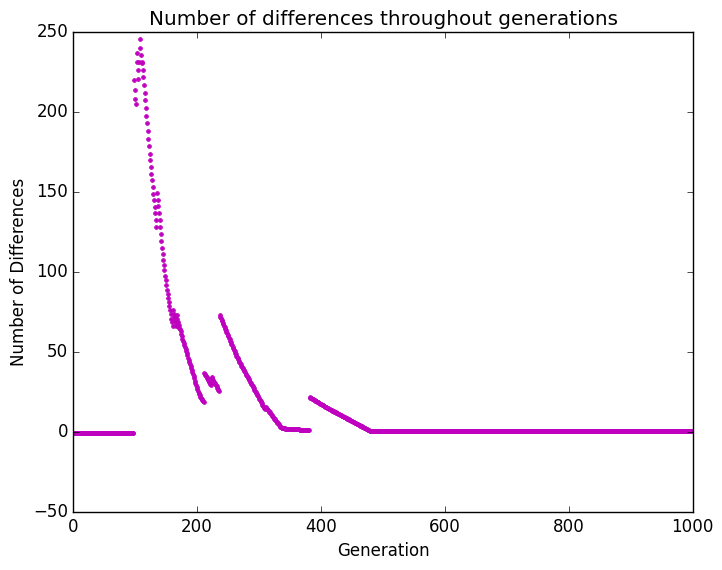 Number of differences throughout generations
Number of Differences
250
200
150
100
50
0
−50
0 200 400 600 800 1000
Generation